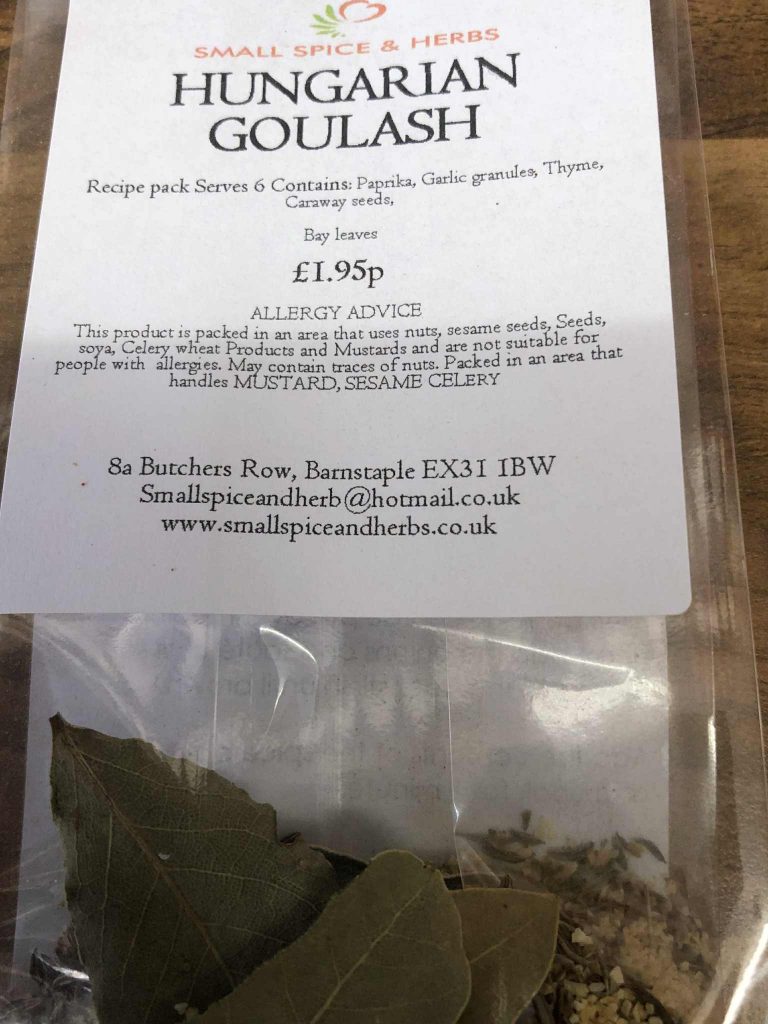 SMALL SPICE & HERBS
HUNGARIAN
GOULASH
Recipe pack Serves 6 Contains: Paprika, Garlic granules, Thyme,
Caraway seeds,
Bay leaves
£1.95p
ALLERGY ADVICE
This product is packed in an area that uses nuts, sesame seeds, Seeds,
soya, Celery wheat Products and Mustards and are not suitable for
people with allergies. May contain traces of nuts. Packed in an area that
handles MUSTARD, SESAME CELERY
8a Butchers Row, Barnstaple EX31 1BW
Smallspiceandherb@hotmail.co.uk
www.smallspiceandherbs.co.uk